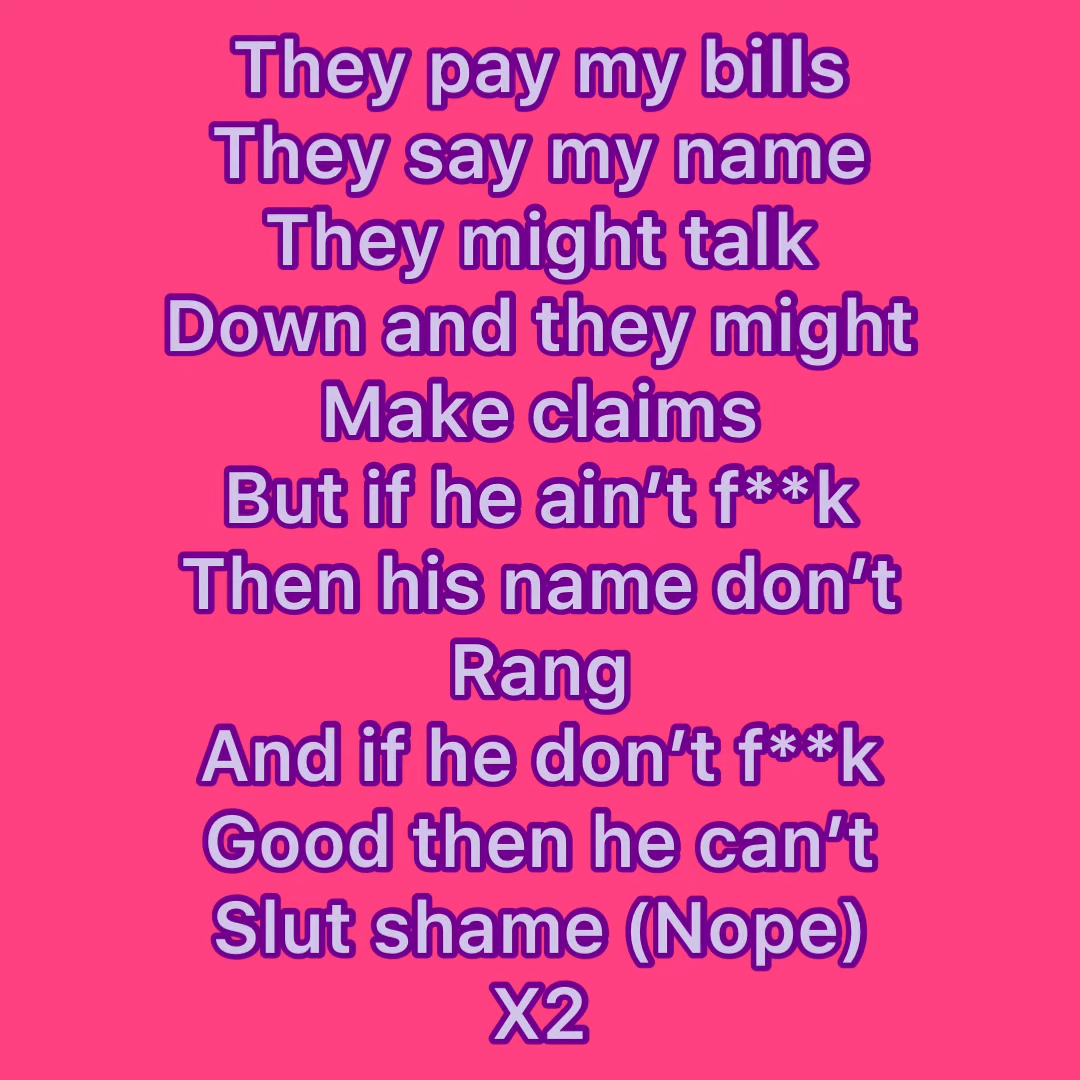 They pay my bills
They say my name
They might talk
Down and they might
Make claims
But if he ain’t f**k
Then his name don’t
Rang
And if he don’t f**k
Good then he can’t
Slut shame (Nope)
X2